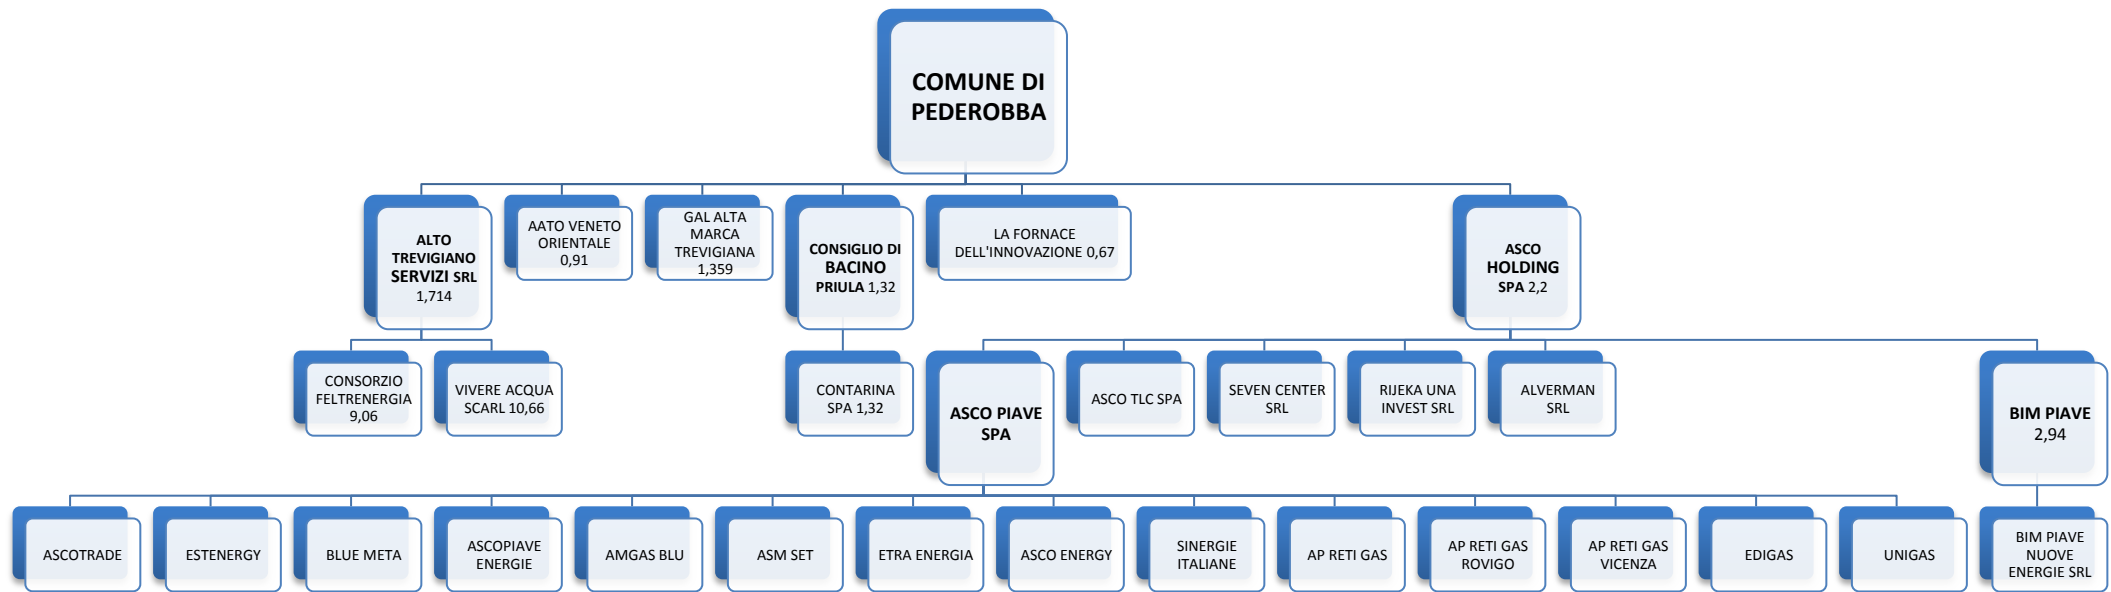 COMUNE DI
PEDEROBBA
ALTO
TREVIGIANO
SERVIZI SRL
1,714
AATO VENETO
ORIENTALE
0,91
GAL ALTA
MARCA
TREVIGIANA
1,359
CONSIGLIO DI
BACINO
PRIULA 1,32
LA FORNACE
DELL'INNOVAZIONE 0,67
ASCO
HOLDING
SPA 2,2
CONSORZIO
FELTRENERGIA
9,06
VIVERE ACQUA
SCARL 10,66
CONTARINA
SPA 1,32
ASCO PIAVE
SPA
ASCO TLC SPA
SEVEN CENTER
SRL
RIJEKA UNA
INVEST SRL
ALVERMAN
SRL
BIM PIAVE
2,94
ASCOTRADE
ESTENERGY
BLUE META
ASCOPIAVE
ENERGIE
AMGAS BLU
ASM SET
ETRA ENERGIA
ASCO ENERGY
SINERGIE
ITALIANE
AP RETI GAS
AP RETI GAS
ROVIGO
AP RETI GAS
VICENZA
EDIGAS
UNIGAS
BIM PIAVE
NUOVE
ENERGIE SRL